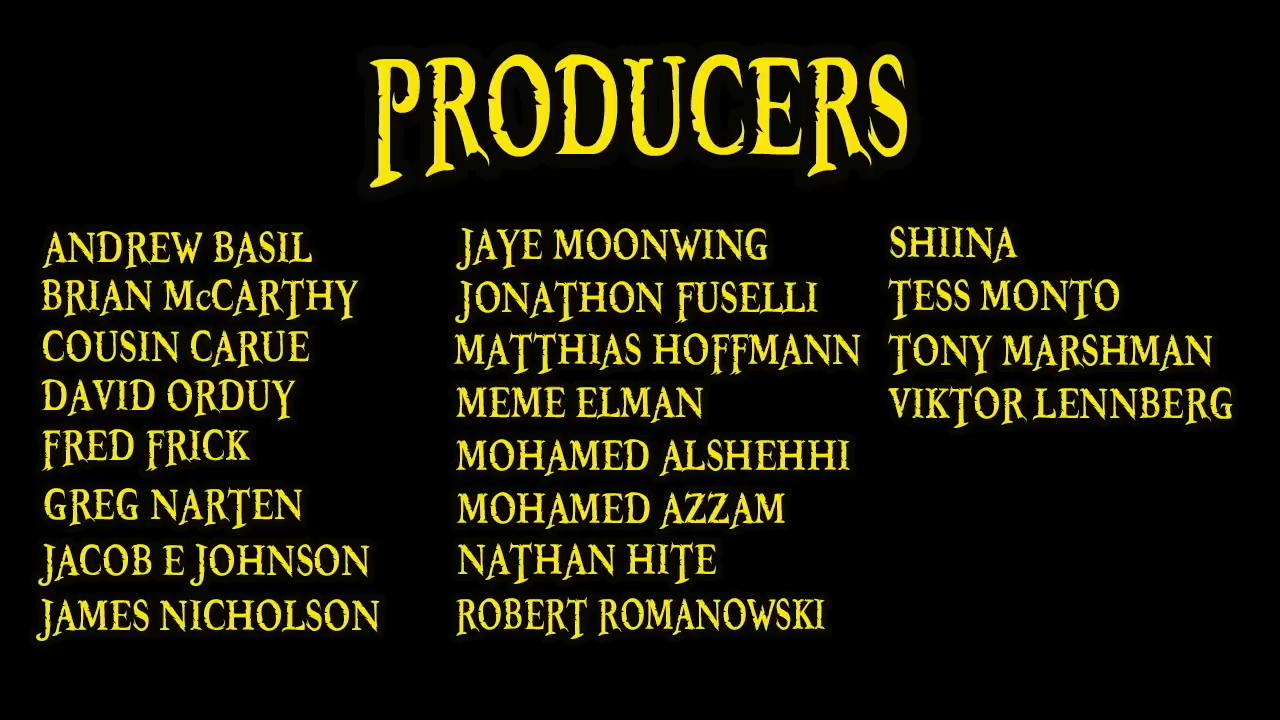 PRODUCERS
ANDREW BASIL
BRIAN McCARTHY
COUSIN CARUE
DAVID ORDUY
FRED FRICK
GREG NARTEN
JACOB E JOHNSON
JAMES NICHOLSON
JAYE MOONWING
JONATHON FUSELLI
MATTHIAS HOFFMANN
MEME ELMAN
MOHAMED ALSHEHHI
MOHAMED AZZAM
NATHAN HITE
ROBERT ROMANOWSKI
SHIINA
TESS MONTO
TONY MARSHMAN
VIKTOR LENNBERG